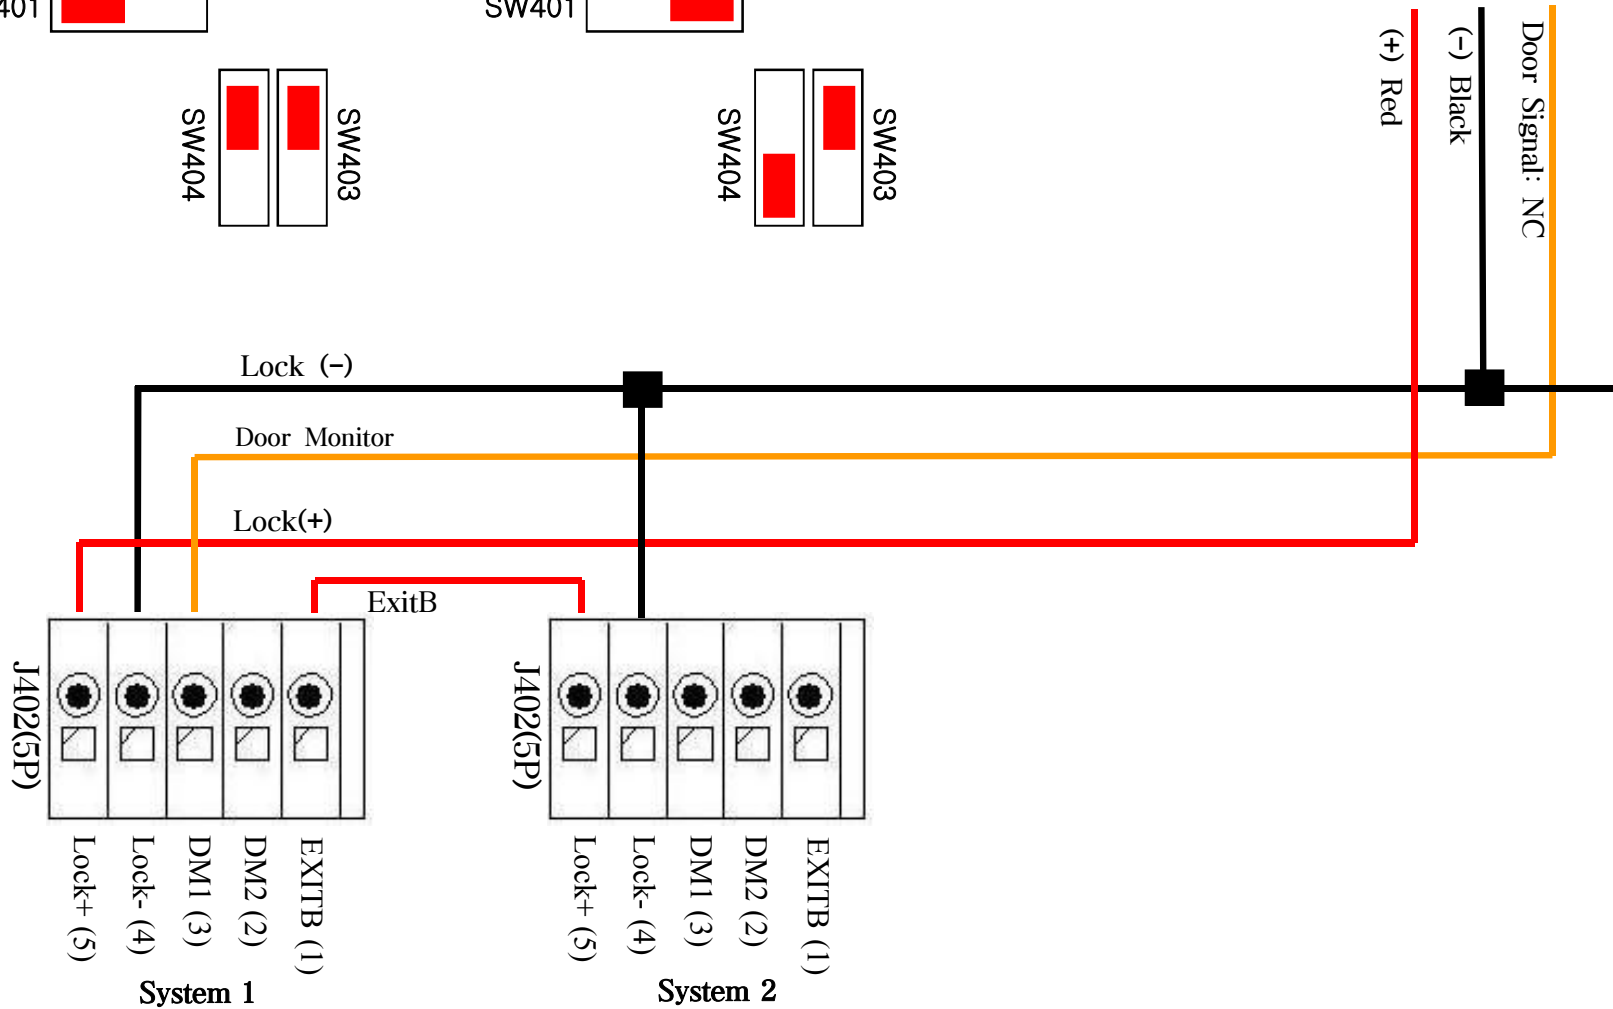 401
SW401
SW404
SW403
SW404
SW403
(+) Red
(-) Black
Door Signal: NC
Lock (-)
Door Monitor
Lock(+)
ExitB
J402(5P)
J402(5P)
Lock+ (5)
Lock- (4)
DM1 (3)
DM2 (2)
EXITB (1)
Lock+ (5)
Lock- (4)
DM1 (3)
DM2 (2)
EXITB (1)
System 1
System 2